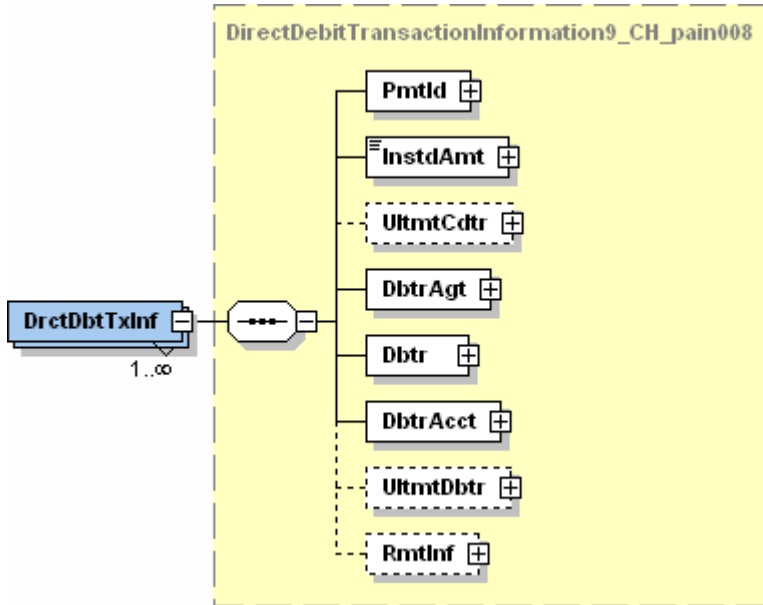 DirectDebitTransactionInformation9_CH_pain008
PmtId
InstdAmt
UltmtCdtr
DbtrAgt
DrctDbtTxInf
1..∞
Dbtr
DbtrAcct
UltmtDbtr
RmtInf